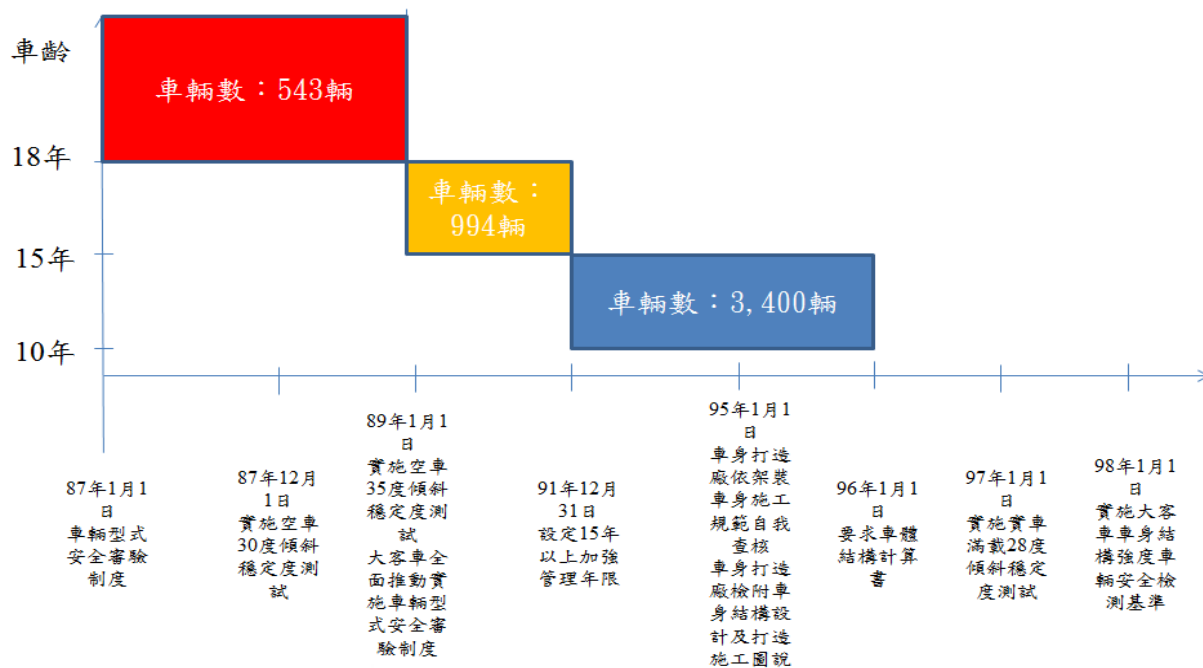 車齡
車輛數：543輛
18年
車輛數：
994輛
15年
車輛數：3,400輛
10年
87年1月1
日
車輛型式
安全審驗
制度
87年12月
1日
實施空車
30度傾斜
穩定度測
試
89年1月1
日
實施空車
35度傾斜
穩定度測
試
大客車全
面推動實
施車輛型
式安全審
驗制度
91年12月
31日
設定15年
以上加強
管理年限
95年1月1
日
車身打造
廠依架裝
車身施工
規範自我
查核
車身打造
廠檢附車
身結構設
計及打造
施工圖說
96年1月1
日
要求車體
結構計算
書
97年1月1
日
實施實車
滿載28度
傾斜穩定
度測試
98年1月1
日
實施大客
車車身結
構強度車
輛安全檢
測基準